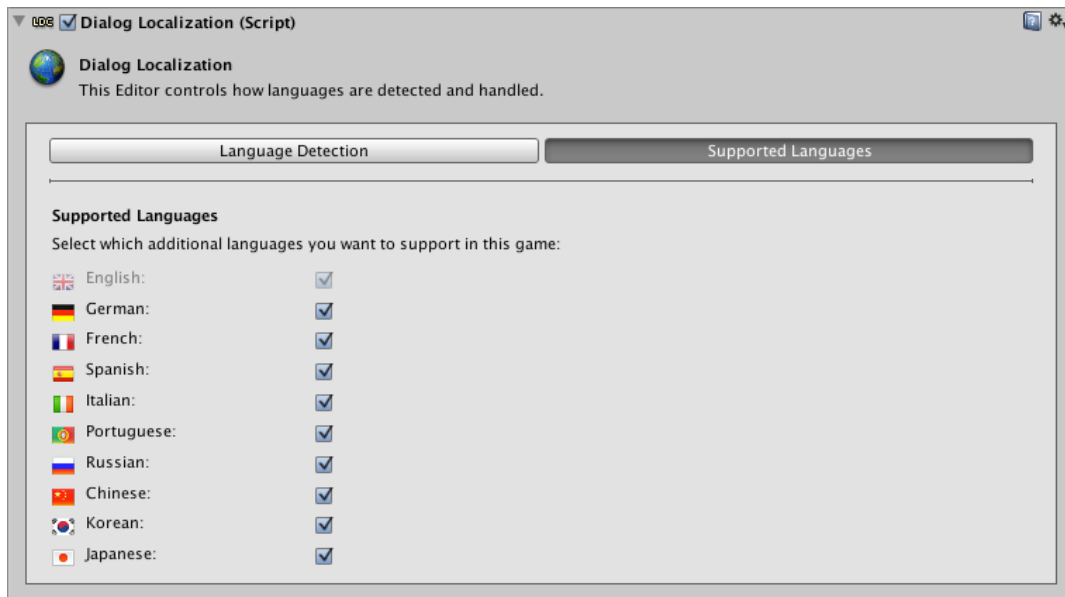 LDC Dialog Localization (Script)
Dialog Localization
This Editor controls how languages are detected and handled.
Language Detection Supported Languages
Supported Languages
Select which additional languages you want to support in this game:
English:
German:
French:
Spanish:
Italian:
Portuguese:
Russian:
Chinese:
Korean:
Japanese: